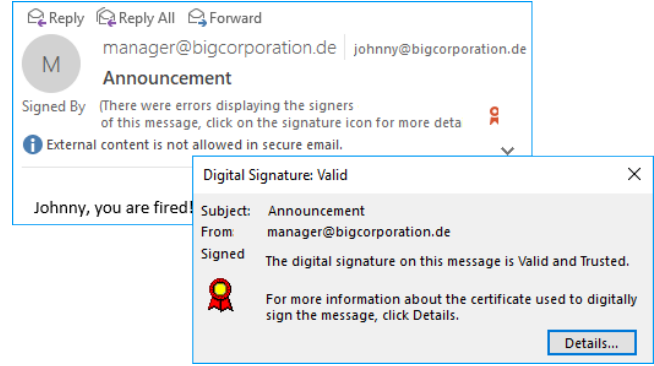 Reply Reply All Forward
M
manager@bigcorporation.de johnny@bigcorporation.de
Announcement
Signed By (There were errors displaying the signers
of this message, click on the signature icon for more deta
External content is not allowed in secure email.
Johnny, you are fired!
Digital Signature: Valid
Subject: Announcement
From: manager@bigcorporation.de
Signed
The digital signature on this message is Valid and Trusted.
For more information about the certificate used to digitally
sign the message, click Details.
Details...